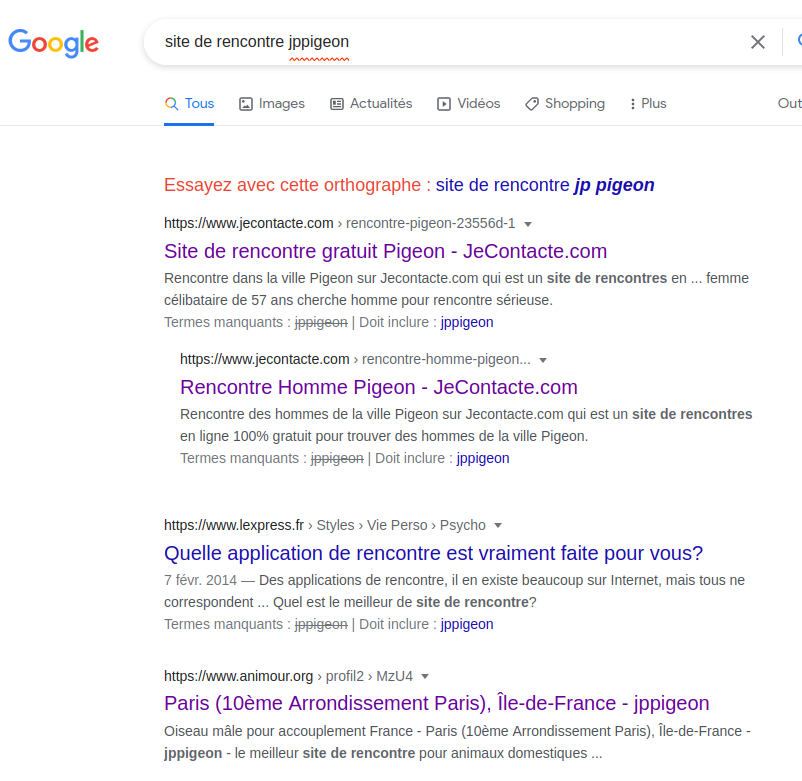 Google
site de rencontre jppigeon
Tous Images Actualités Vidéos Shopping Plus Out
Essayez avec cette orthographe : site de rencontre jp pigeon
https://www.jecontacte.com › rencontre-pigeon-23556d-1
Site de rencontre gratuit Pigeon - JeContacte.com
Rencontre dans la ville Pigeon sur Jecontacte.com qui est un site de rencontres en ... femme
célibataire de 57 ans cherche homme pour rencontre sérieuse.
Termes manquants : jppigeon | Doit inclure : jppigeon
https://www.jecontacte.com › rencontre-homme-pigeon...
Rencontre Homme Pigeon - JeContacte.com
Rencontre des hommes de la ville Pigeon sur Jecontacte.com qui est un site de rencontres
en ligne 100% gratuit pour trouver des hommes de la ville Pigeon.
Termes manquants : jppigeon | Doit inclure : jppigeon
https://www.lexpress.fr › Styles › Vie Perso › Psycho
Quelle application de rencontre est vraiment faite pour vous?
7 févr. 2014 — Des applications de rencontre, il en existe beaucoup sur Internet, mais tous ne
correspondent ... Quel est le meilleur de site de rencontre?
Termes manquants : jppigeon | Doit inclure : jppigeon
https://www.animour.org › profil2 › MzU4
Paris (10ème Arrondissement Paris), Île-de-France - jppigeon
Oiseau mâle pour accouplement France - Paris (10ème Arrondissement Paris), Île-de-France -
jppigeon - le meilleur site de rencontre pour animaux domestiques ...